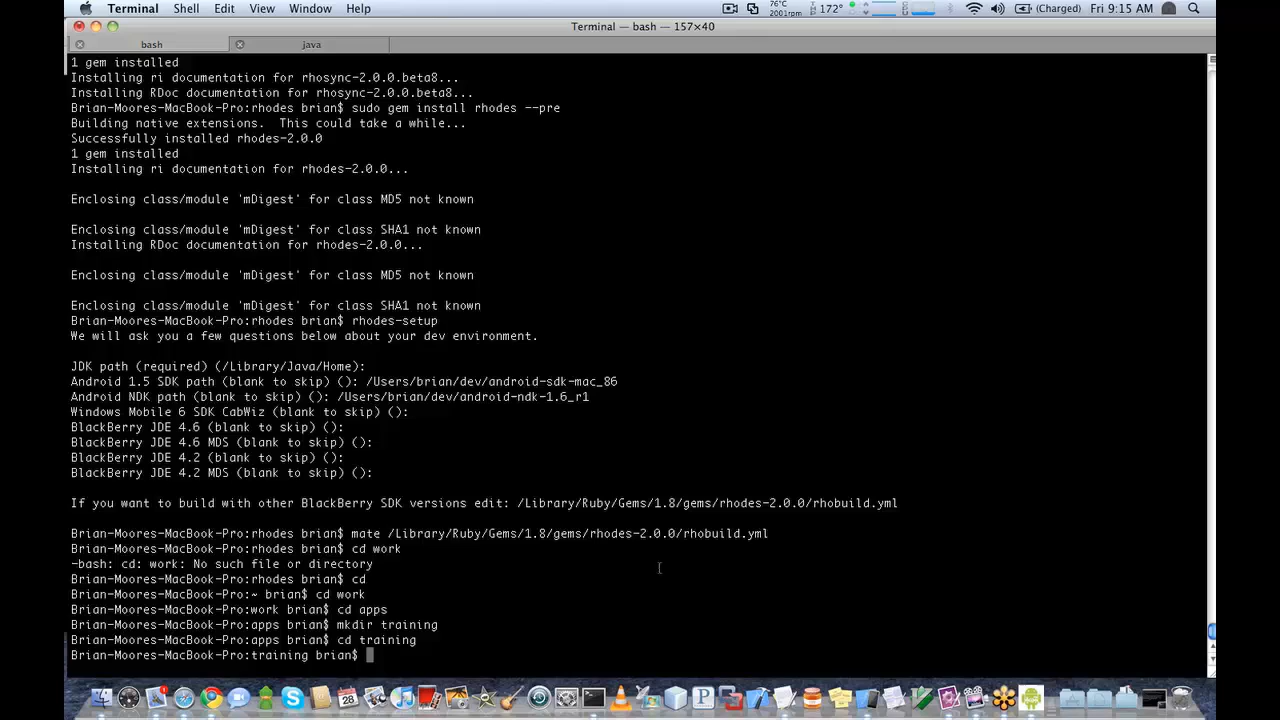 Terminal Shell Edit View Window Help 76°C 2001rpm 172° (Charged) Fri 9:15 AM
Terminal — bash — 157×40
bash java
1 gem installed
Installing ri documentation for rhosync-2.0.0.beta8...
Installing RDoc documentation for rhosync-2.0.0.beta8...
Brian-Moores-MacBook-Pro:rhodes brian$ sudo gem install rhodes --pre
Building native extensions.  This could take a while...
Successfully installed rhodes-2.0.0
1 gem installed
Installing ri documentation for rhodes-2.0.0...
Enclosing class/module 'mDigest' for class MD5 not known
Enclosing class/module 'mDigest' for class SHA1 not known
Installing RDoc documentation for rhodes-2.0.0...
Enclosing class/module 'mDigest' for class MD5 not known
Enclosing class/module 'mDigest' for class SHA1 not known
Brian-Moores-MacBook-Pro:rhodes brian$ rhodes-setup
We will ask you a few questions below about your dev environment.
JDK path (required) (/Library/Java/Home):
Android 1.5 SDK path (blank to skip) (): /Users/brian/dev/android-sdk-mac_86
Android NDK path (blank to skip) (): /Users/brian/dev/android-ndk-1.6_r1
Windows Mobile 6 SDK CabWiz (blank to skip) ():
BlackBerry JDE 4.6 (blank to skip) ():
BlackBerry JDE 4.6 MDS (blank to skip) ():
BlackBerry JDE 4.2 (blank to skip) ():
BlackBerry JDE 4.2 MDS (blank to skip) ():
If you want to build with other BlackBerry SDK versions edit: /Library/Ruby/Gems/1.8/gems/rhodes-2.0.0/rhobuild.yml
Brian-Moores-MacBook-Pro:rhodes brian$ mate /Library/Ruby/Gems/1.8/gems/rhodes-2.0.0/rhobuild.yml
Brian-Moores-MacBook-Pro:rhodes brian$ cd work
-bash: cd: work: No such file or directory
Brian-Moores-MacBook-Pro:rhodes brian$ cd
Brian-Moores-MacBook-Pro:~ brian$ cd work
Brian-Moores-MacBook-Pro:work brian$ cd apps
Brian-Moores-MacBook-Pro:apps brian$ mkdir training
Brian-Moores-MacBook-Pro:apps brian$ cd training
Brian-Moores-MacBook-Pro:training brian$